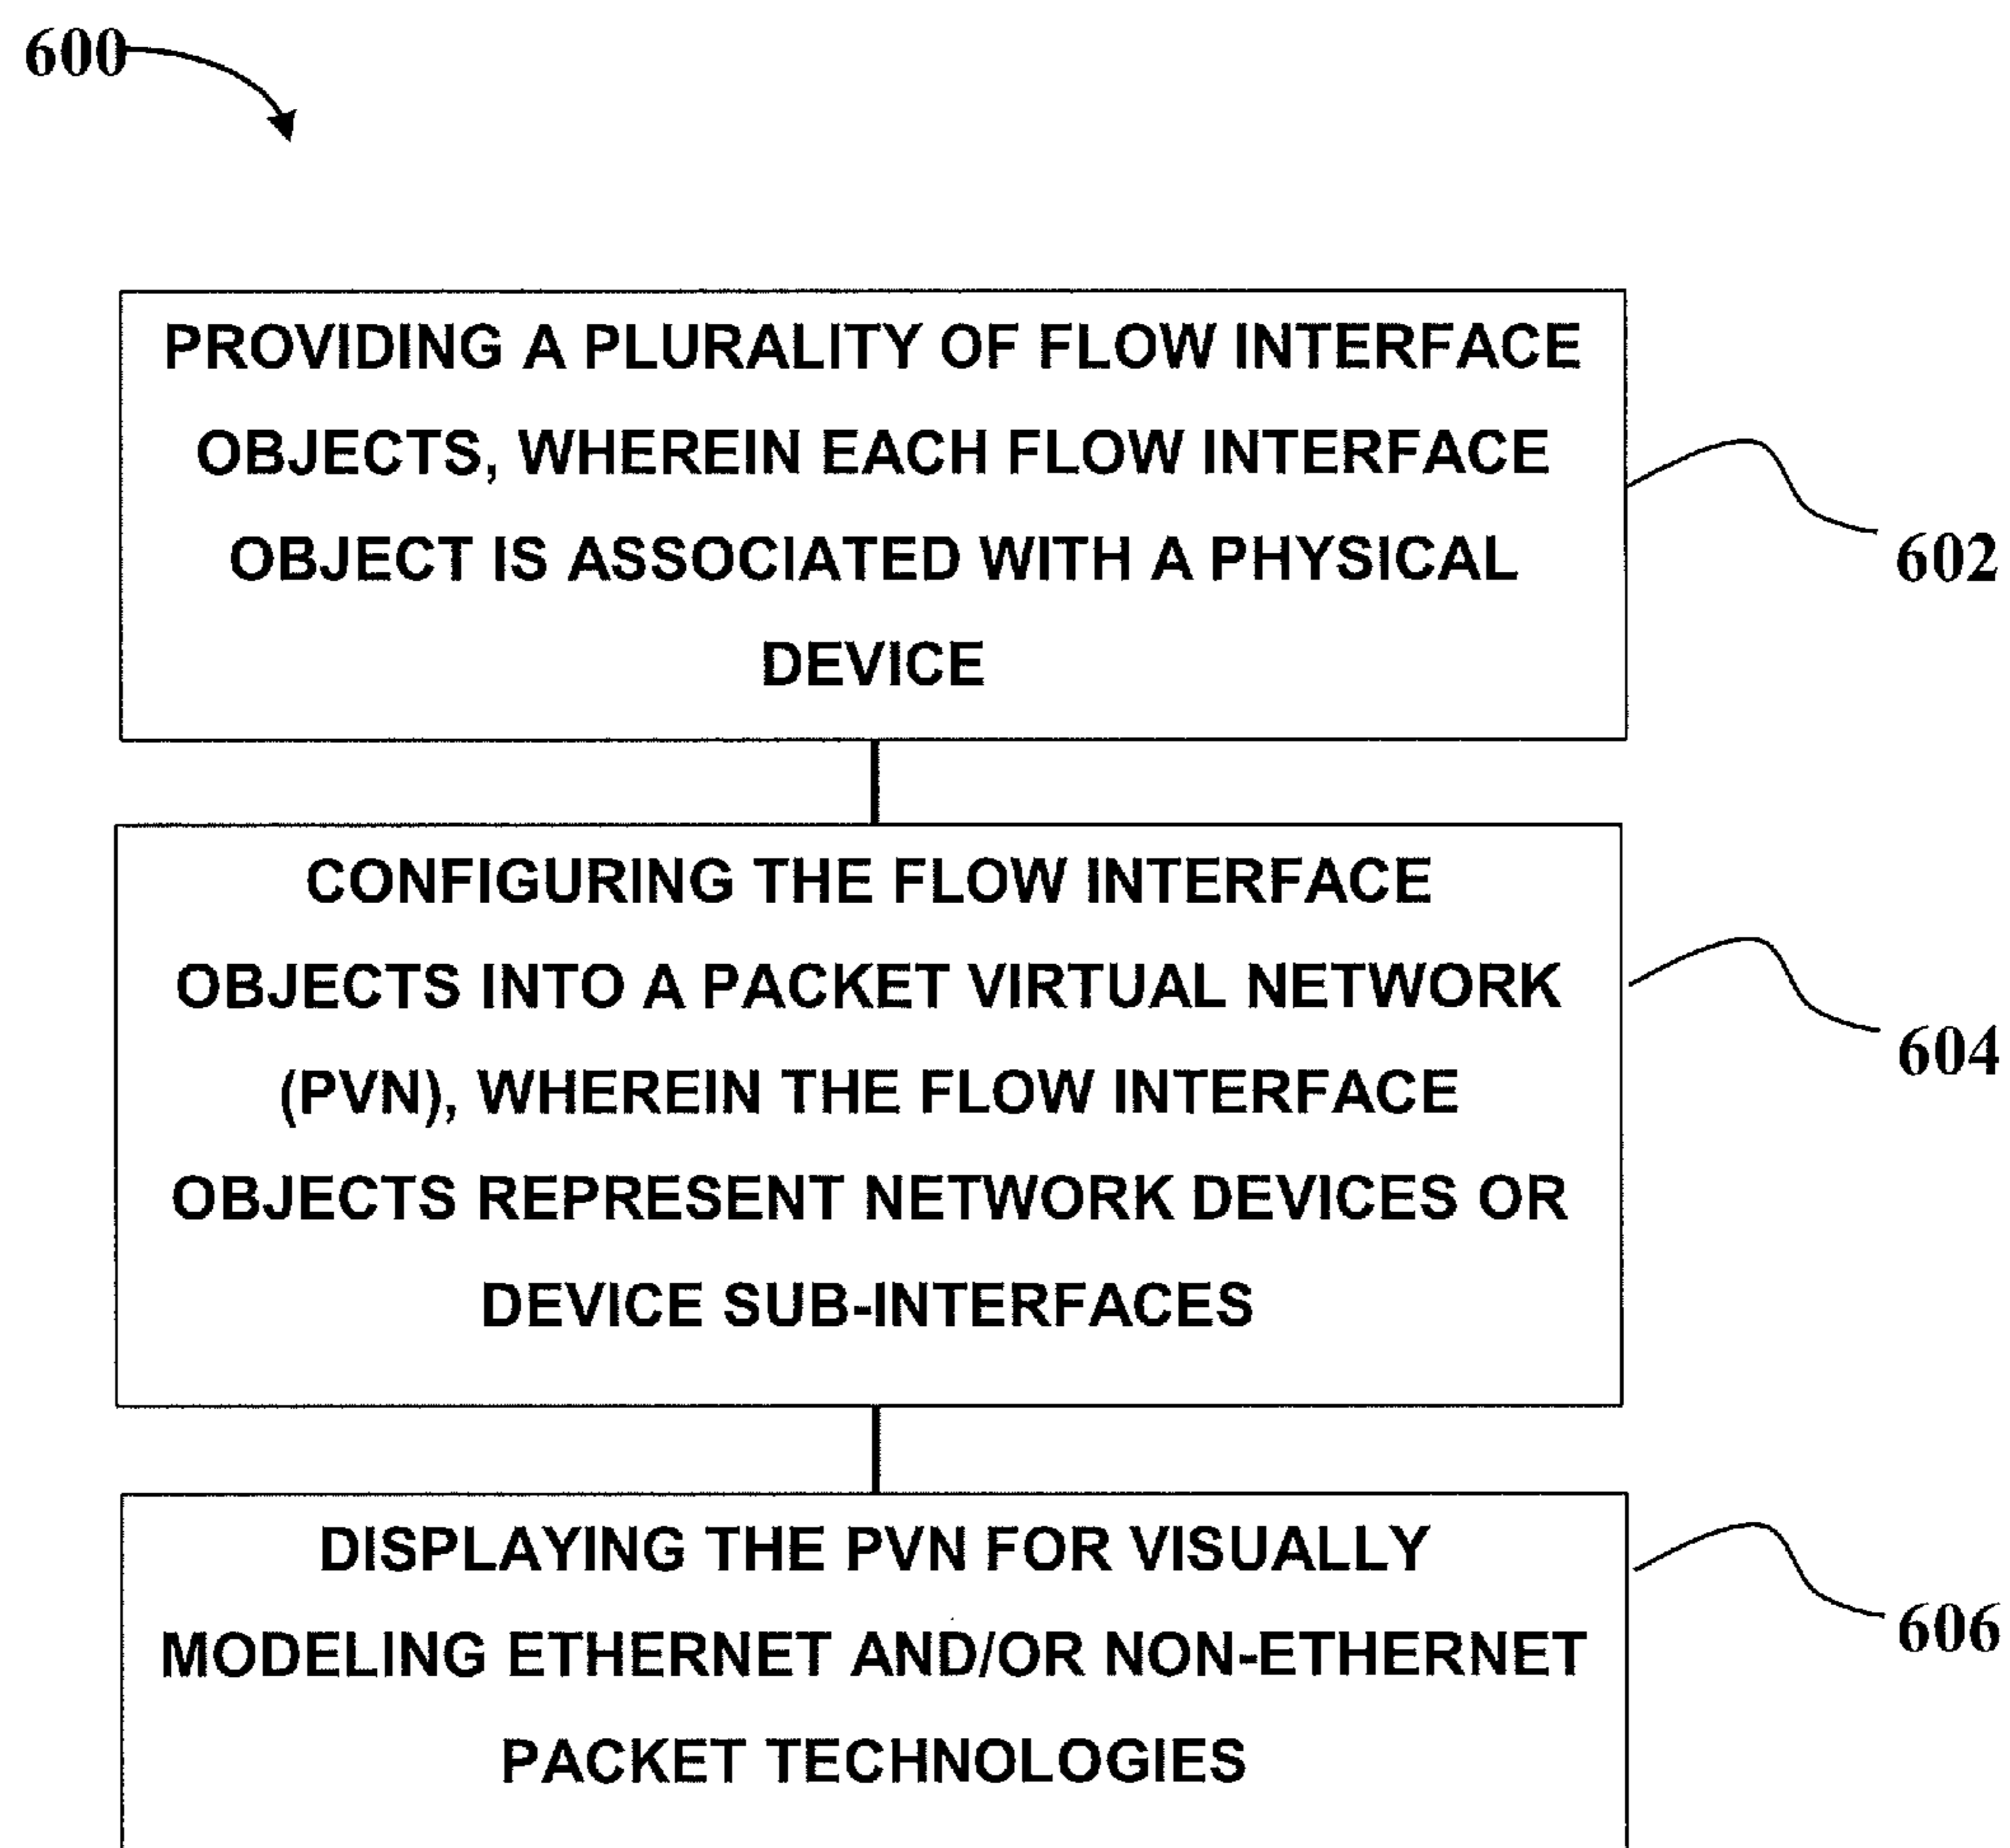 600
PROVIDING A PLURALITY OF FLOW INTERFACE
OBJECTS, WHEREIN EACH FLOW INTERFACE
OBJECT IS ASSOCIATED WITH A PHYSICAL
DEVICE
602
CONFIGURING THE FLOW INTERFACE
OBJECTS INTO A PACKET VIRTUAL NETWORK
(PVN), WHEREIN THE FLOW INTERFACE
OBJECTS REPRESENT NETWORK DEVICES OR
DEVICE SUB-INTERFACES
604
DISPLAYING THE PVN FOR VISUALLY
MODELING ETHERNET AND/OR NON-ETHERNET
PACKET TECHNOLOGIES
606